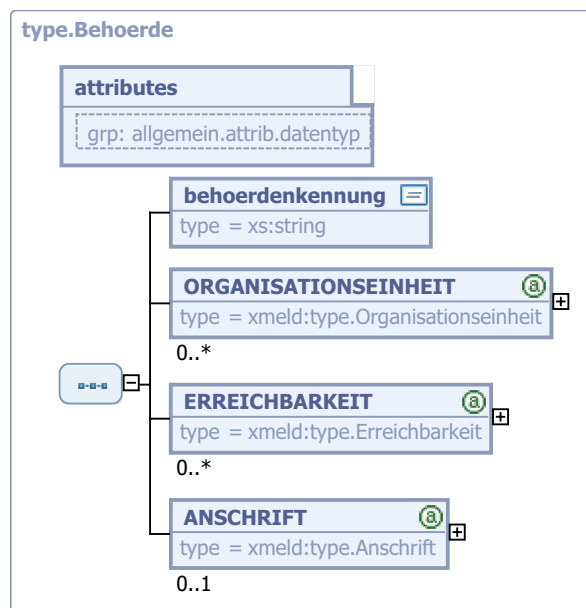 type.Behoerde
attributes
grp: allgemein.attrib.datentyp
behoerdenkennung
type = xs:string
ORGANISATIONSEINHEIT
type = xmeld:type.Organisationseinheit
0..*
ERREICHBARKEIT
type = xmeld:type.Erreichbarkeit
0..*
ANSCHRIFT
type = xmeld:type.Anschrift
0..1